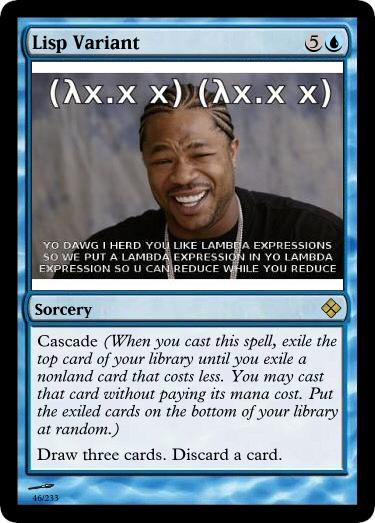 Lisp Variant 5
(λx.x x) (λx.x x)
YO DAWG I HERD YOU LIKE LAMBDA EXPRESSIONS
SO WE PUT A LAMBDA EXPRESSION IN YO LAMBDA
EXPRESSION SO U CAN REDUCE WHILE YOU REDUCE
Sorcery
Cascade (When you cast this spell, exile the
top card of your library until you exile a
nonland card that costs less. You may cast
that card without paying its mana cost. Put
the exiled cards on the bottom of your library
at random.)
Draw three cards. Discard a card.
46/233